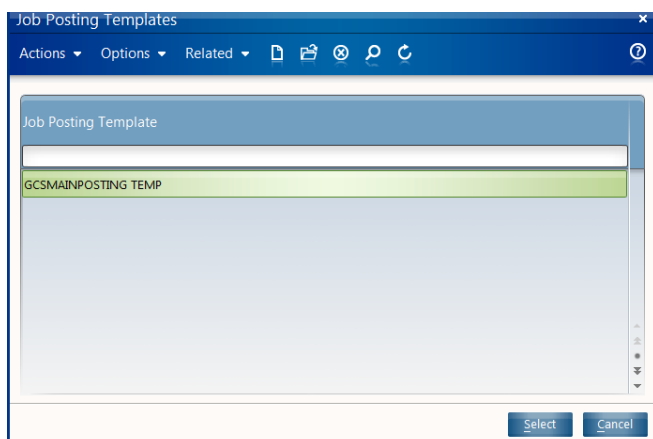 Job Posting Templates
Actions Options Related
Job Posting Template
GCSMAINPOSTING TEMP
Select Cancel